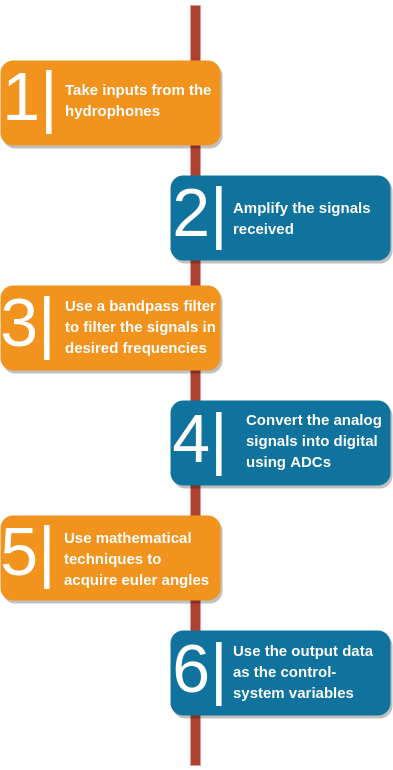 1
Take inputs from the
hydrophones
2
Amplify the signals
received
3
Use a bandpass filter
to filter the signals in
desired frequencies
4
Convert the analog
signals into digital
using ADCs
5
Use mathematical
techniques to
acquire euler angles
6
Use the output data
as the control-
system variables